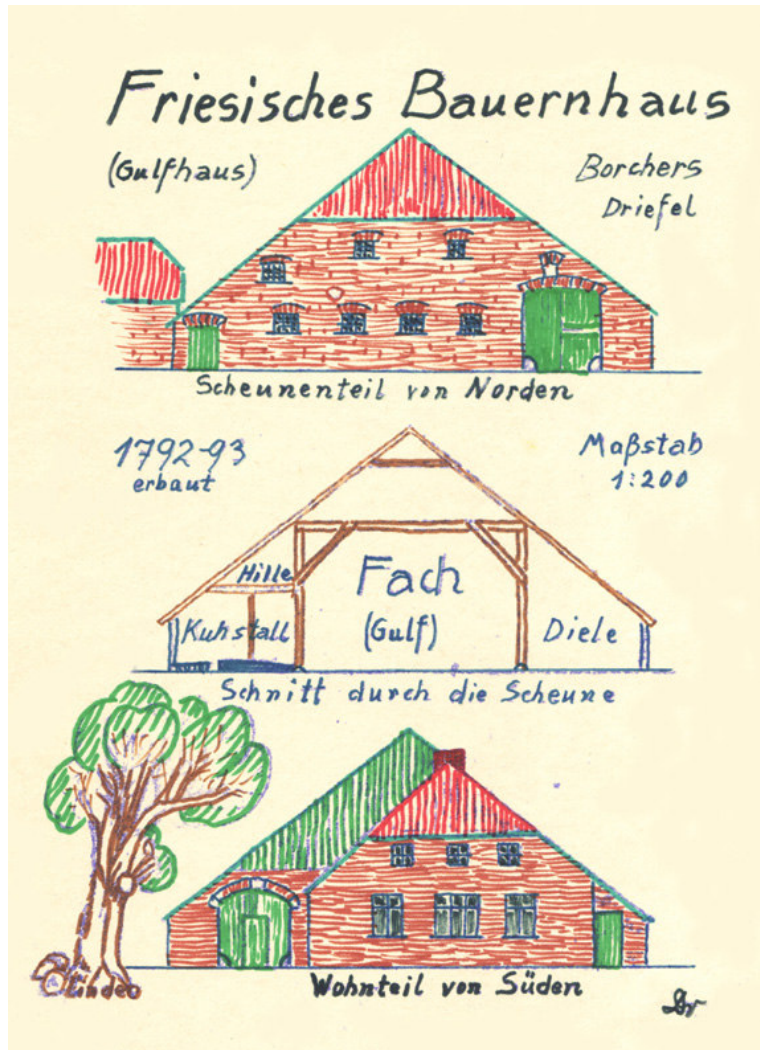 Friesisches Bauernhaus
(Gulfhaus)
Borchers
Driefel
Scheunenteil von Norden
1792-93
erbaut
Maßstab
1:200
Hille
Fach
Kuhstall
(Gulf)
Diele
Schnitt durch die Scheune
Linde
Wohnteil von Süden